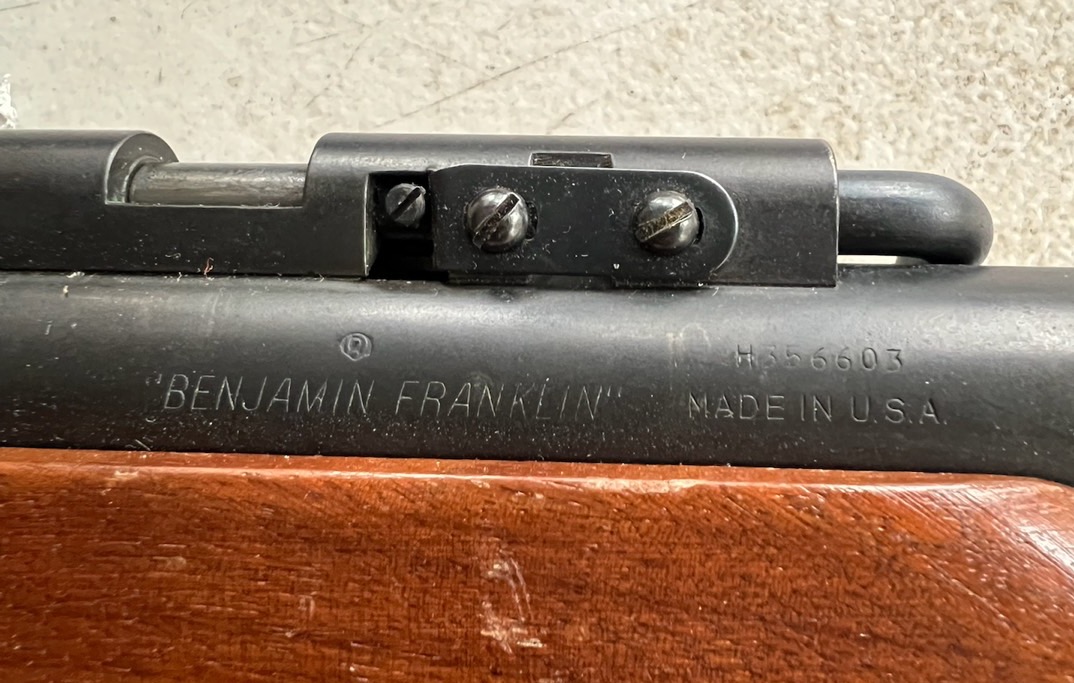 ®
H356603
"BENJAMIN FRANKLIN"
MADE IN U.S.A.